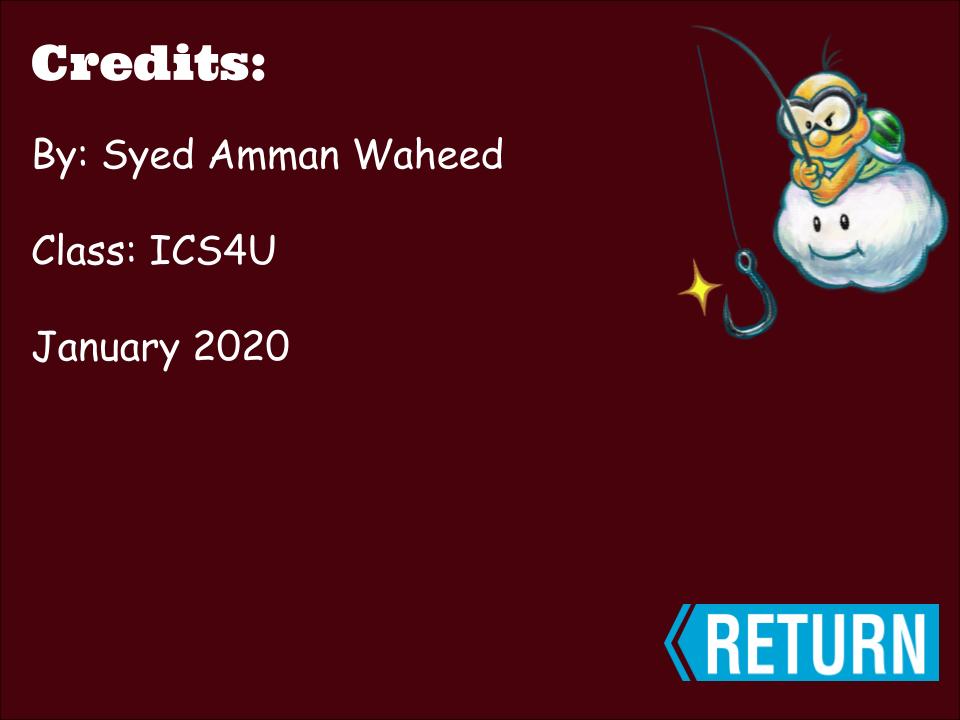 Credits:
By: Syed Amman Waheed
Class: ICS4U
January 2020
RETURN